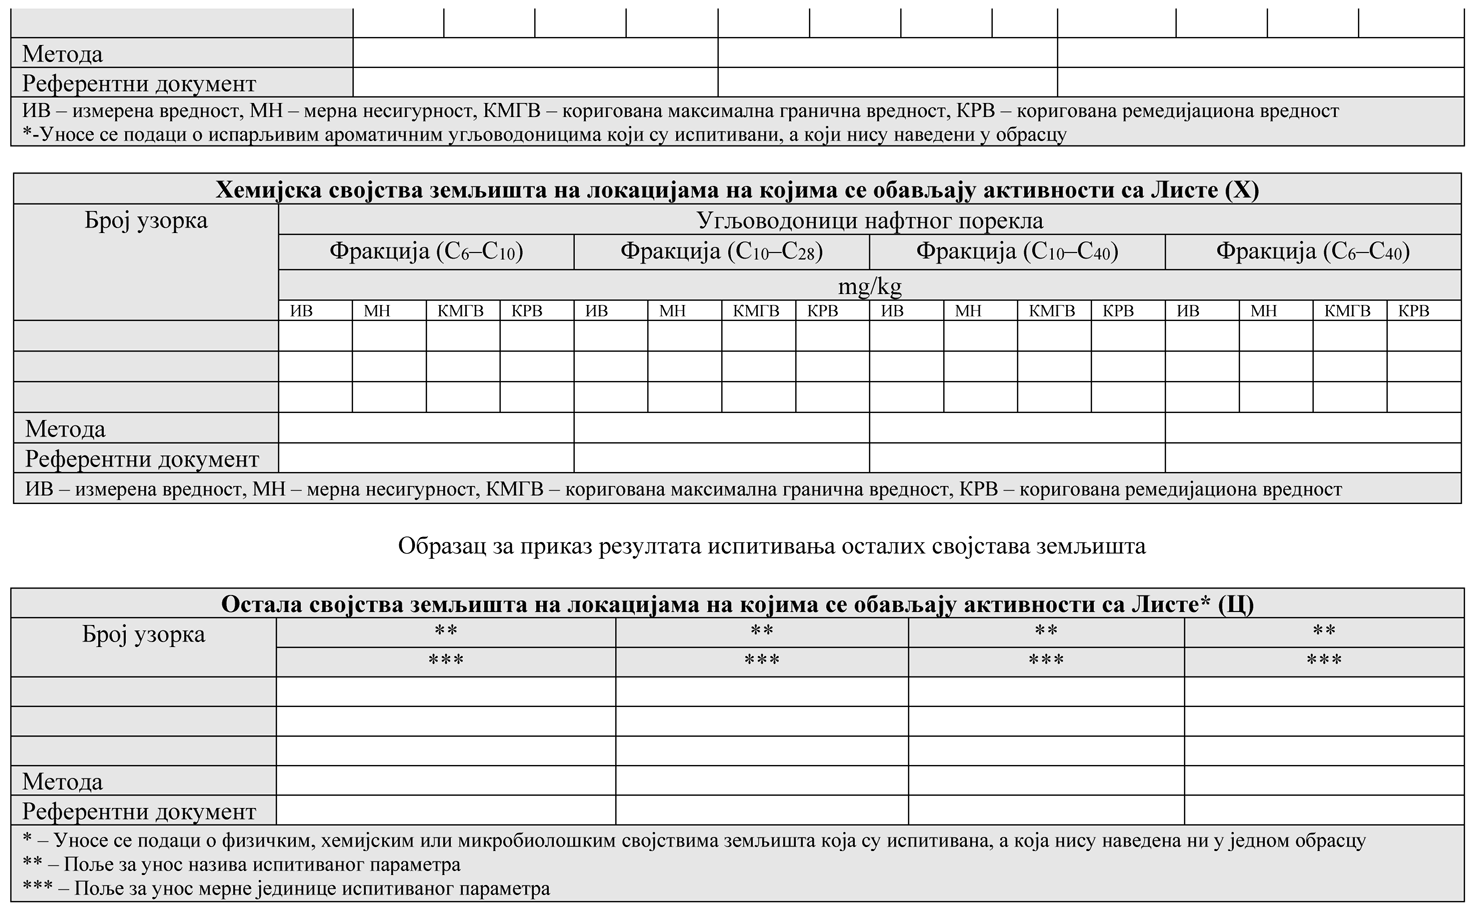 Метода
Референтни документ
ИВ – измерена вредност, МН – мерна несигурност, КМГВ – коригована максимална гранична вредност, КРВ – коригована ремедијациона вредност
*-Уносе се подаци о испарљивим ароматичним угљоводоницима који су испитивани, а који нису наведени у обрасцу
Хемијска својства земљишта на локацијама на којима се обављају активности са Листе (Х)
Број узорка Угљоводоници нафтног порекла
Фракција (C6–C10) Фракција (C10–C28) Фракција (C10–C40) Фракција (C6–C40)
mg/kg
ИВ МН КМГВ КРВ ИВ МН КМГВ КРВ ИВ МН КМГВ КРВ ИВ МН КМГВ КРВ
Метода
Референтни документ
ИВ – измерена вредност, МН – мерна несигурност, КМГВ – коригована максимална гранична вредност, КРВ – коригована ремедијациона вредност
Образац за приказ резултата испитивања осталих својстава земљишта
Остала својства земљишта на локацијама на којима се обављају активности са Листе* (Ц)
Број узорка ** ** ** **
*** *** *** ***
Метода
Референтни документ
* – Уносе се подаци о физичким, хемијским или микробиолошким својствима земљишта која су испитивана, а која нису наведена ни у једном обрасцу
** – Поље за унос назива испитиваног параметра
*** – Поље за унос мерне јединице испитиваног параметра